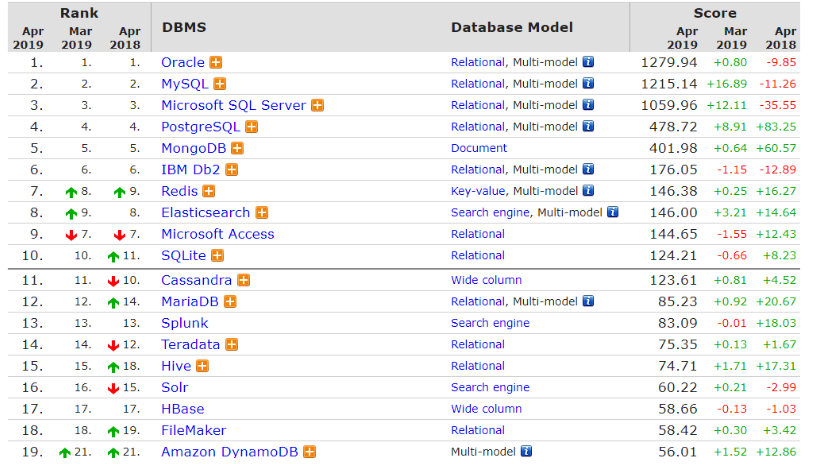 Rank DBMS Database Model Score
Apr 2019 Mar 2019 Apr 2018 Apr 2019 Mar 2019 Apr 2018
1. 1. 1. Oracle Relational, Multi-model i 1279.94 +0.80 -9.85
2. 2. 2. MySQL Relational, Multi-model i 1215.14 +16.89 -11.26
3. 3. 3. Microsoft SQL Server Relational, Multi-model i 1059.96 +12.11 -35.55
4. 4. 4. PostgreSQL Relational, Multi-model i 478.72 +8.91 +83.25
5. 5. 5. MongoDB Document 401.98 +0.64 +60.57
6. 6. 6. IBM Db2 Relational, Multi-model i 176.05 -1.15 -12.89
7. 8. 9. Redis Key-value, Multi-model i 146.38 +0.25 +16.27
8. 9. 8. Elasticsearch Search engine, Multi-model i 146.00 +3.21 +14.64
9. 7. 7. Microsoft Access Relational 144.65 -1.55 +12.43
10. 10. 11. SQLite Relational 124.21 -0.66 +8.23
11. 11. 10. Cassandra Wide column 123.61 +0.81 +4.52
12. 12. 14. MariaDB Relational, Multi-model i 85.23 +0.92 +20.67
13. 13. 13. Splunk Search engine 83.09 -0.01 +18.03
14. 14. 12. Teradata Relational 75.35 +0.13 +1.67
15. 15. 18. Hive Relational 74.71 +1.71 +17.31
16. 16. 15. Solr Search engine 60.22 +0.21 -2.99
17. 17. 17. HBase Wide column 58.66 -0.13 -1.03
18. 18. 19. FileMaker Relational 58.42 +0.30 +3.42
19. 21. 21. Amazon DynamoDB Multi-model i 56.01 +1.52 +12.86